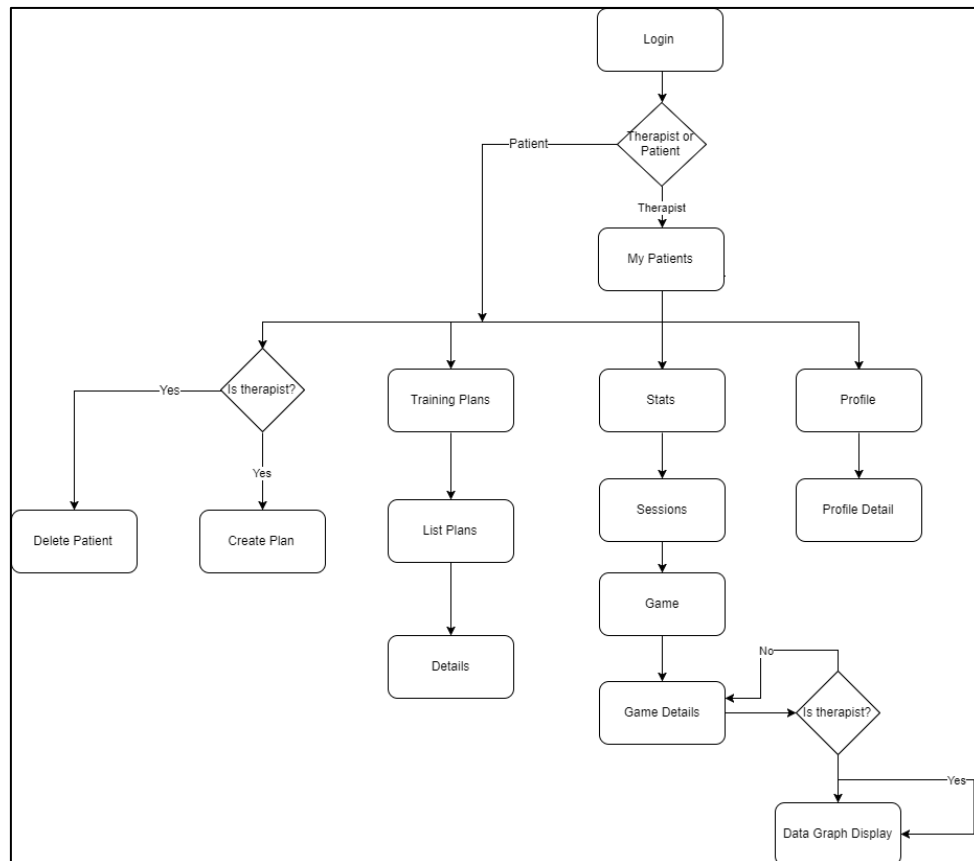 Login
Therapist or
Patient
Patient
Therapist
My Patients
Is therapist?
Yes
Yes
Training Plans
Stats
Profile
Delete Patient
Create Plan
List Plans
Sessions
Profile Detail
Game
Details
No
Game Details
Is therapist?
Yes
Data Graph Display